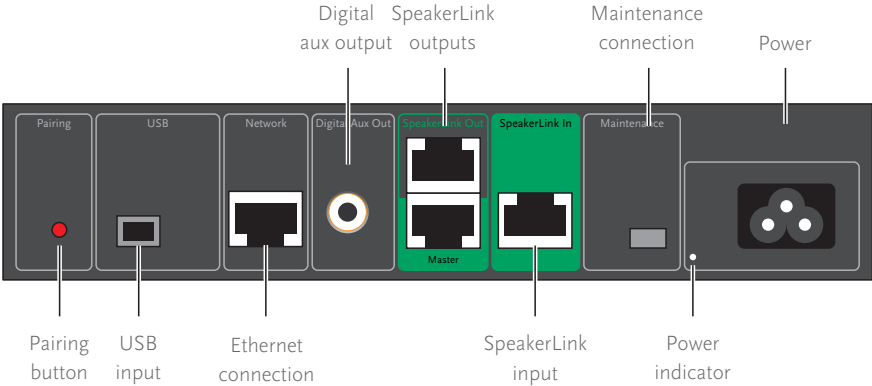 Digital
aux output
SpeakerLink
outputs
Maintenance
connection
Power
Pairing
USB
Network
Digital Aux Out
SpeakerLink Out
SpeakerLink In
Maintenance
Master
Pairing
button
USB
input
Ethernet
connection
SpeakerLink
input
Power
indicator